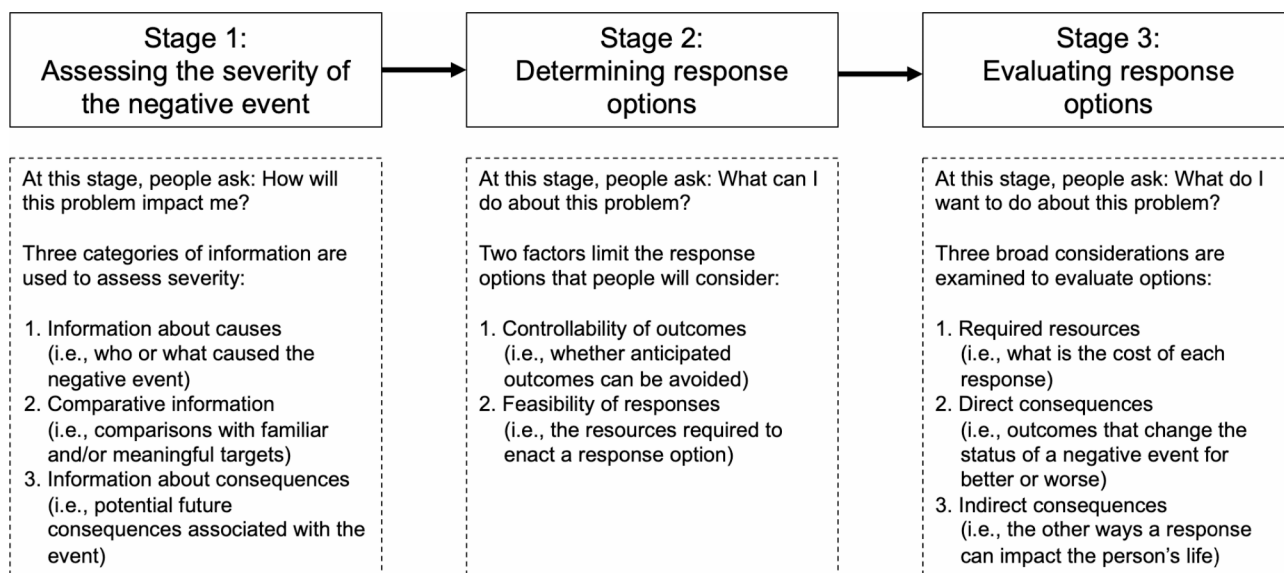 Stage 1:
Assessing the severity of
the negative event
Stage 2:
Determining response
options
Stage 3:
Evaluating response
options
At this stage, people ask: How will
this problem impact me?
Three categories of information are
used to assess severity:
1. Information about causes
(i.e., who or what caused the
negative event)
2. Comparative information
(i.e., comparisons with familiar
and/or meaningful targets)
3. Information about consequences
(i.e., potential future
consequences associated with the
event)
At this stage, people ask: What can I
do about this problem?
Two factors limit the response
options that people will consider:
1. Controllability of outcomes
(i.e., whether anticipated
outcomes can be avoided)
2. Feasibility of responses
(i.e., the resources required to
enact a response option)
At this stage, people ask: What do I
want to do about this problem?
Three broad considerations are
examined to evaluate options:
1. Required resources
(i.e., what is the cost of each
response)
2. Direct consequences
(i.e., outcomes that change the
status of a negative event for
better or worse)
3. Indirect consequences
(i.e., the other ways a response
can impact the person’s life)